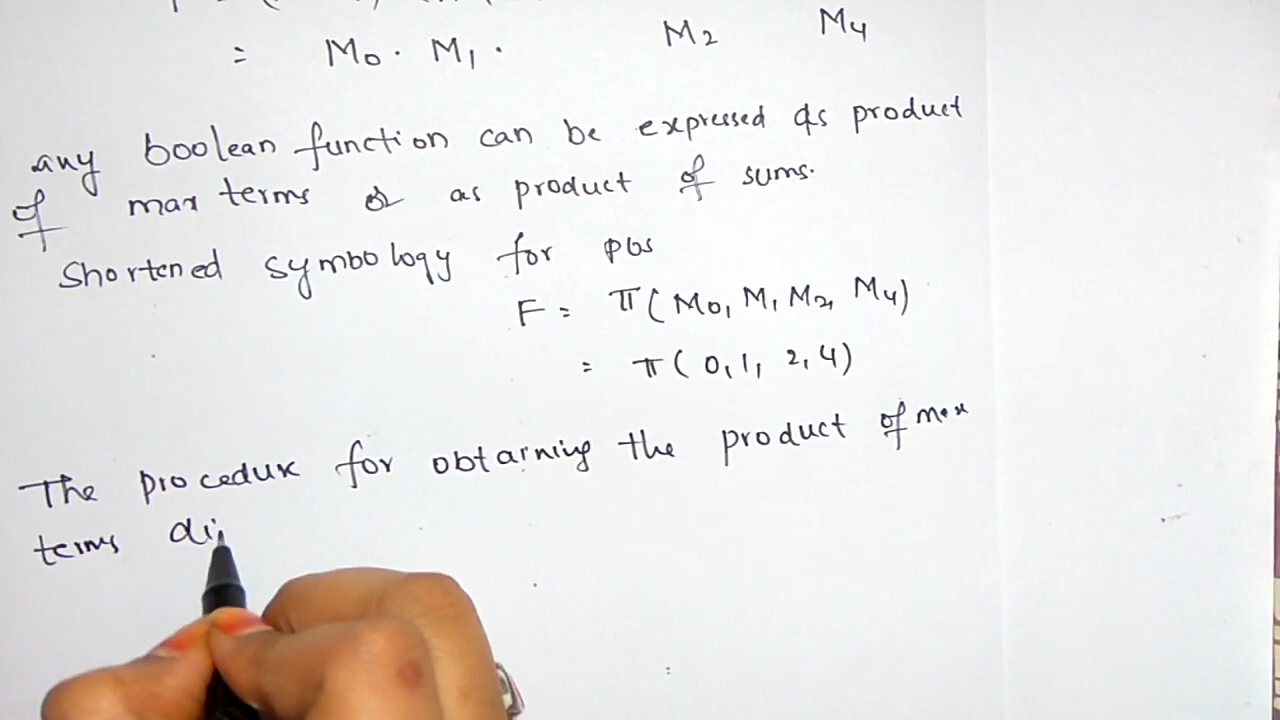 = M0 · M1 · M2 M4
any boolean function can be expressed as product
of max terms or as product of sums.
Shortened symbology for pos
F = π(M0, M1 M2, M4)
= π(0,1, 2,4)
The procedure for obtaining the product of max
terms di